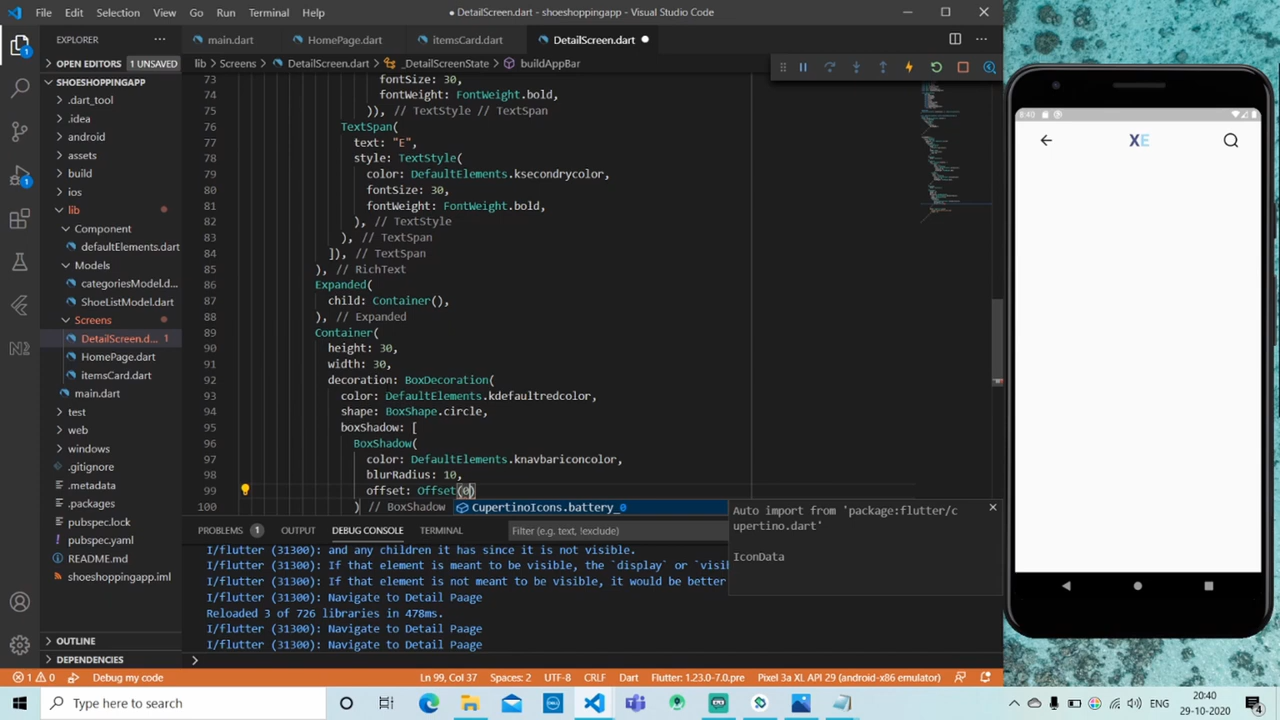 File Edit Selection View Go Run Terminal Help
● DetailScreen.dart - shoeshoppingapp - Visual Studio Code
EXPLORER
main.dart HomePage.dart itemsCard.dart DetailScreen.dart
OPEN EDITORS 1 UNSAVED
lib > Screens > DetailScreen.dart > _DetailScreenState > buildAppBar
SHOESHOPPINGAPP
.dart_tool
.idea
android
assets
build
ios
lib
Component
defaultElements.dart
Models
categoriesModel.d...
ShoeListModel.dart
Screens
DetailScreen.d... 1
HomePage.dart
itemsCard.dart
main.dart
test
web
windows
.gitignore
.metadata
.packages
pubspec.lock
pubspec.yaml
README.md
shoeshoppingapp.iml
OUTLINE
DEPENDENCIES
73 fontSize: 30,
74 fontWeight: FontWeight.bold,
75 )), // TextStyle // TextSpan
76 TextSpan(
77 text: "E",
78 style: TextStyle(
79 color: DefaultElements.ksecondrycolor,
80 fontSize: 30,
81 fontWeight: FontWeight.bold,
82 ), // TextStyle
83 ), // TextSpan
84 ]), // TextSpan
85 ), // RichText
86 Expanded(
87 child: Container(),
88 ), // Expanded
89 Container(
90 height: 30,
91 width: 30,
92 decoration: BoxDecoration(
93 color: DefaultElements.kdefaultredcolor,
94 shape: BoxShape.circle,
95 boxShadow: [
96 BoxShadow(
97 color: DefaultElements.knavbariconcolor,
98 blurRadius: 10,
99 offset: Offset(0)
100 ) // BoxShadow
CupertinoIcons.battery_0
Auto import from 'package:flutter/c
upertino.dart'
IconData
PROBLEMS 1 OUTPUT DEBUG CONSOLE TERMINAL Filter (e.g. text, !exclude)
I/flutter (31300): and any children it has since it is not visible.
I/flutter (31300): If that element is meant to be visible, the `display` or `visi
I/flutter (31300): If that element is not meant to be visible, it would be better
I/flutter (31300): Navigate to Detail Paage
Reloaded 3 of 726 libraries in 478ms.
I/flutter (31300): Navigate to Detail Paage
I/flutter (31300): Navigate to Detail Paage
1 0 Debug my code Ln 99, Col 37 Spaces: 2 UTF-8 CRLF Dart Flutter: 1.23.0-7.0.pre Pixel 3a XL API 29 (android-x86 emulator)
8:40
XE
Type here to search
ENG
20:40
29-10-2020
4